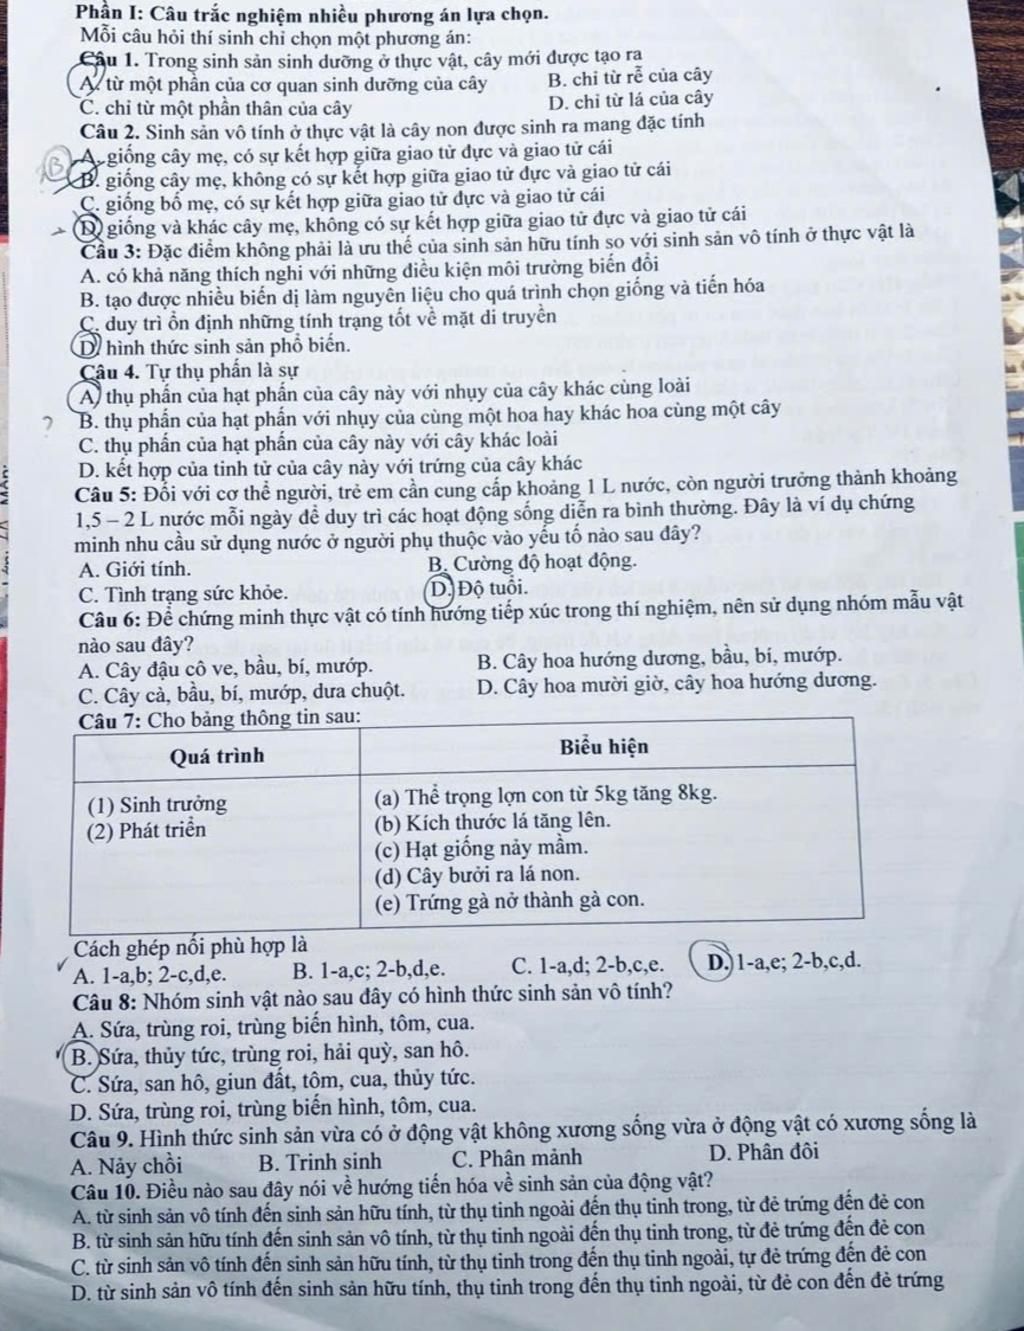 Phần I: Câu trắc nghiệm nhiều phương án lựa chọn.
Mỗi câu hỏi thí sinh chỉ chọn một phương án:
Câu 1. Trong sinh sản sinh dưỡng ở thực vật, cây mới được tạo ra
A. từ một phần của cơ quan sinh dưỡng của cây B. chỉ từ rễ của cây
C. chỉ từ một phần thân của cây D. chỉ từ lá của cây
Câu 2. Sinh sản vô tính ở thực vật là cây non được sinh ra mang đặc tính
A. giống cây mẹ, có sự kết hợp giữa giao tử đực và giao tử cái
B
B. giống cây mẹ, không có sự kết hợp giữa giao tử đực và giao tử cái
C. giống bố mẹ, có sự kết hợp giữa giao tử đực và giao tử cái
D. giống và khác cây mẹ, không có sự kết hợp giữa giao tử đực và giao tử cái
Câu 3: Đặc điểm không phải là ưu thế của sinh sản hữu tính so với sinh sản vô tính ở thực vật là
A. có khả năng thích nghi với những điều kiện môi trường biến đổi
B. tạo được nhiều biến dị làm nguyên liệu cho quá trình chọn giống và tiến hóa
C. duy trì ổn định những tính trạng tốt về mặt di truyền
D. hình thức sinh sản phổ biến.
Câu 4. Tự thụ phấn là sự
A. thụ phấn của hạt phấn của cây này với nhụy của cây khác cùng loài
? B. thụ phấn của hạt phấn với nhụy của cùng một hoa hay khác hoa cùng một cây
C. thụ phấn của hạt phấn của cây này với cây khác loài
D. kết hợp của tinh tử của cây này với trứng của cây khác
Câu 5: Đối với cơ thể người, trẻ em cần cung cấp khoảng 1 L nước, còn người trưởng thành khoảng
1,5 – 2 L nước mỗi ngày để duy trì các hoạt động sống diễn ra bình thường. Đây là ví dụ chứng
minh nhu cầu sử dụng nước ở người phụ thuộc vào yếu tố nào sau đây?
A. Giới tính. B. Cường độ hoạt động.
C. Tình trạng sức khỏe. D. Độ tuổi.
Câu 6: Để chứng minh thực vật có tính hướng tiếp xúc trong thí nghiệm, nên sử dụng nhóm mẫu vật
nào sau đây?
A. Cây đậu cô ve, bầu, bí, mướp. B. Cây hoa hướng dương, bầu, bí, mướp.
C. Cây cà, bầu, bí, mướp, dưa chuột. D. Cây hoa mười giờ, cây hoa hướng dương.
Câu 7: Cho bảng thông tin sau:
Quá trình Biểu hiện
(1) Sinh trưởng (a) Thể trọng lợn con từ 5kg tăng 8kg.
(2) Phát triển (b) Kích thước lá tăng lên.
(c) Hạt giống nảy mầm.
(d) Cây bưởi ra lá non.
(e) Trứng gà nở thành gà con.
Cách ghép nối phù hợp là
A. 1-a,b; 2-c,d,e. B. 1-a,c; 2-b,d,e. C. 1-a,d; 2-b,c,e. D. 1-a,e; 2-b,c,d.
Câu 8: Nhóm sinh vật nào sau đây có hình thức sinh sản vô tính?
A. Sứa, trùng roi, trùng biến hình, tôm, cua.
B. Sứa, thủy tức, trùng roi, hải quỳ, san hô.
C. Sứa, san hô, giun đất, tôm, cua, thủy tức.
D. Sứa, trùng roi, trùng biến hình, tôm, cua.
Câu 9. Hình thức sinh sản vừa có ở động vật không xương sống vừa ở động vật có xương sống là
A. Nảy chồi B. Trinh sinh C. Phân mảnh D. Phân đôi
Câu 10. Điều nào sau đây nói về hướng tiến hóa về sinh sản của động vật?
A. từ sinh sản vô tính đến sinh sản hữu tính, từ thụ tinh ngoài đến thụ tinh trong, từ đẻ trứng đến đẻ con
B. từ sinh sản hữu tính đến sinh sản vô tính, từ thụ tinh ngoài đến thụ tinh trong, từ đẻ trứng đến đẻ con
C. từ sinh sản vô tính đến sinh sản hữu tính, từ thụ tinh trong đến thụ tinh ngoài, tự đẻ trứng đến đẻ con
D. từ sinh sản vô tính đến sinh sản hữu tính, thụ tinh trong đến thụ tinh ngoài, từ đẻ con đến đẻ trứng